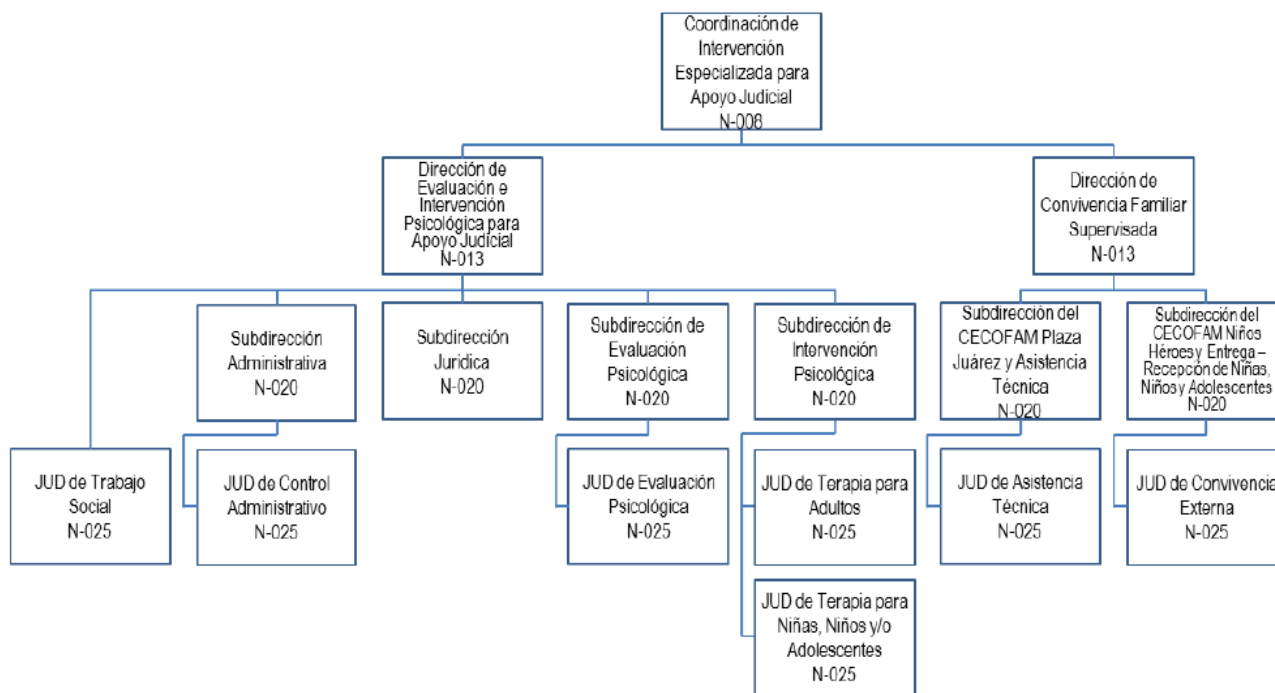 Coordinación de
Intervención
Especializada para
Apoyo Judicial
N-008
Dirección de
Evaluación e
Intervención
Psicológica para
Apoyo Judicial
N-013
Dirección de
Convivencia Familiar
Supervisada
N-013
Subdirección
Administrativa
N-020
Subdirección
Jurídica
N-020
Subdirección de
Evaluación
Psicológica
N-020
Subdirección de
Intervención
Psicológica
N-020
Subdirección del
CECOFAM Plaza
Juárez y Asistencia
Técnica
N-020
Subdirección del
CECOFAM Niños
Héroes y Entrega –
Recepción de Niñas,
Niños y Adolescentes
N-020
JUD de Trabajo
Social
N-025
JUD de Control
Administrativo
N-025
JUD de Evaluación
Psicológica
N-025
JUD de Terapia para
Adultos
N-025
JUD de Asistencia
Técnica
N-025
JUD de Convivencia
Externa
N-025
JUD de Terapia para
Niñas, Niños y/o
Adolescentes
N-025